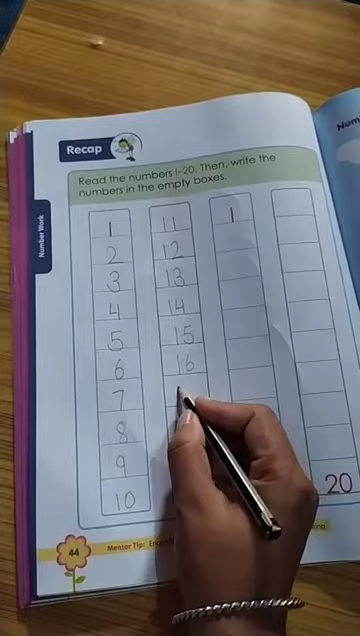 Recap
Num
Read the numbers 1-20. Then, write the
numbers in the empty boxes.
Number Work
1 11 1
2 12
3 13
4 14
5 15
6 16
7
8
9
10 20
44 Mentor Tip: